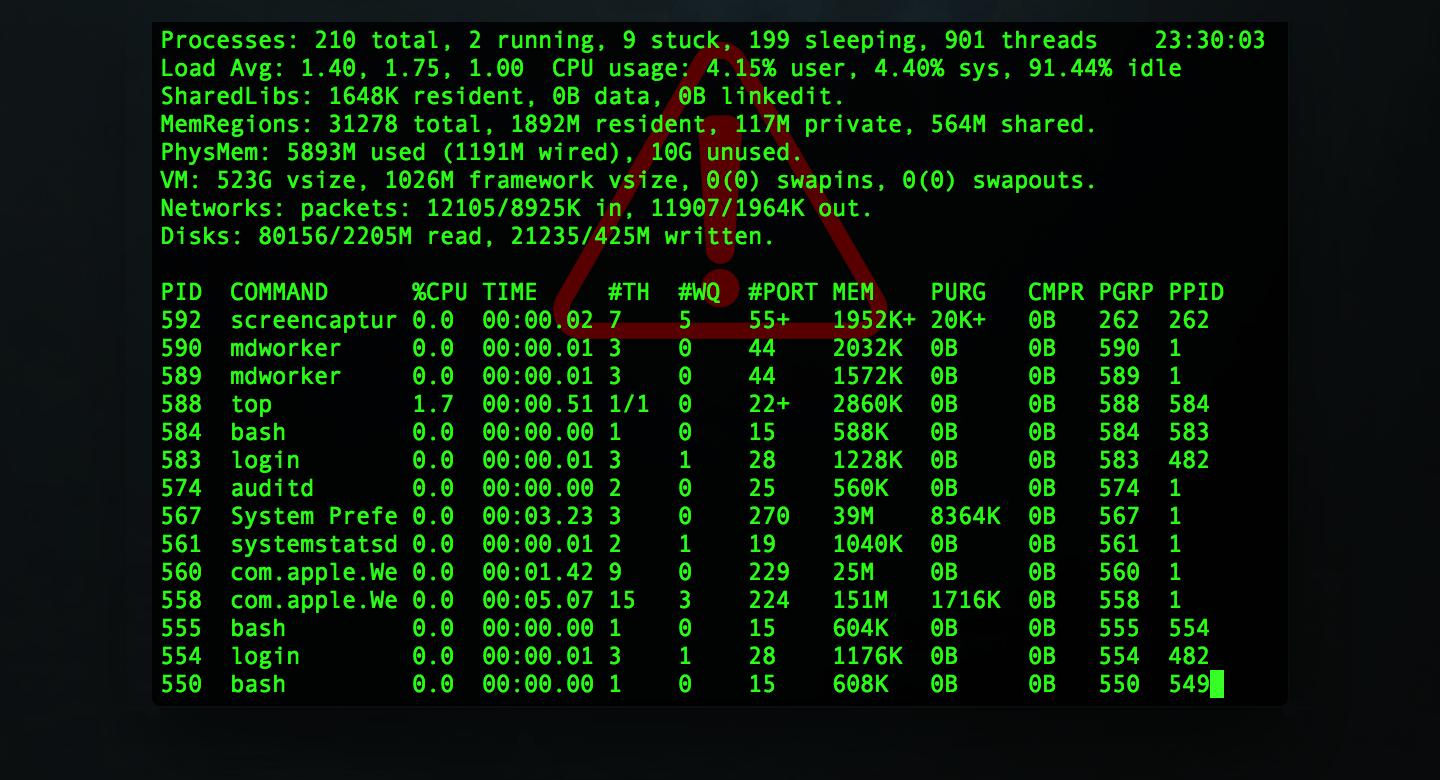 Processes: 210 total, 2 running, 9 stuck, 199 sleeping, 901 threads    23:30:03
Load Avg: 1.40, 1.75, 1.00  CPU usage: 4.15% user, 4.40% sys, 91.44% idle
SharedLibs: 1648K resident, 0B data, 0B linkedit.
MemRegions: 31278 total, 1892M resident, 117M private, 564M shared.
PhysMem: 5893M used (1191M wired), 10G unused.
VM: 523G vsize, 1026M framework vsize, 0(0) swapins, 0(0) swapouts.
Networks: packets: 12105/8925K in, 11907/1964K out.
Disks: 80156/2205M read, 21235/425M written.

PID  COMMAND      %CPU TIME     #TH  #WQ  #PORT MEM    PURG   CMPR PGRP PPID
592  screencaptur 0.0  00:00.02 7    5    55+   1952K+ 20K+   0B   262  262
590  mdworker     0.0  00:00.01 3    0    44    2032K  0B     0B   590  1
589  mdworker     0.0  00:00.01 3    0    44    1572K  0B     0B   589  1
588  top          1.7  00:00.51 1/1  0    22+   2860K  0B     0B   588  584
584  bash         0.0  00:00.00 1    0    15    588K   0B     0B   584  583
583  login        0.0  00:00.01 3    1    28    1228K  0B     0B   583  482
574  auditd       0.0  00:00.00 2    0    25    560K   0B     0B   574  1
567  System Prefe 0.0  00:03.23 3    0    270   39M    8364K  0B   567  1
561  systemstatsd 0.0  00:00.01 2    1    19    1040K  0B     0B   561  1
560  com.apple.We 0.0  00:01.42 9    0    229   25M    0B     0B   560  1
558  com.apple.We 0.0  00:05.07 15   3    224   151M   1716K  0B   558  1
555  bash         0.0  00:00.00 1    0    15    604K   0B     0B   555  554
554  login        0.0  00:00.01 3    1    28    1176K  0B     0B   554  482
550  bash         0.0  00:00.00 1    0    15    608K   0B     0B   550  549